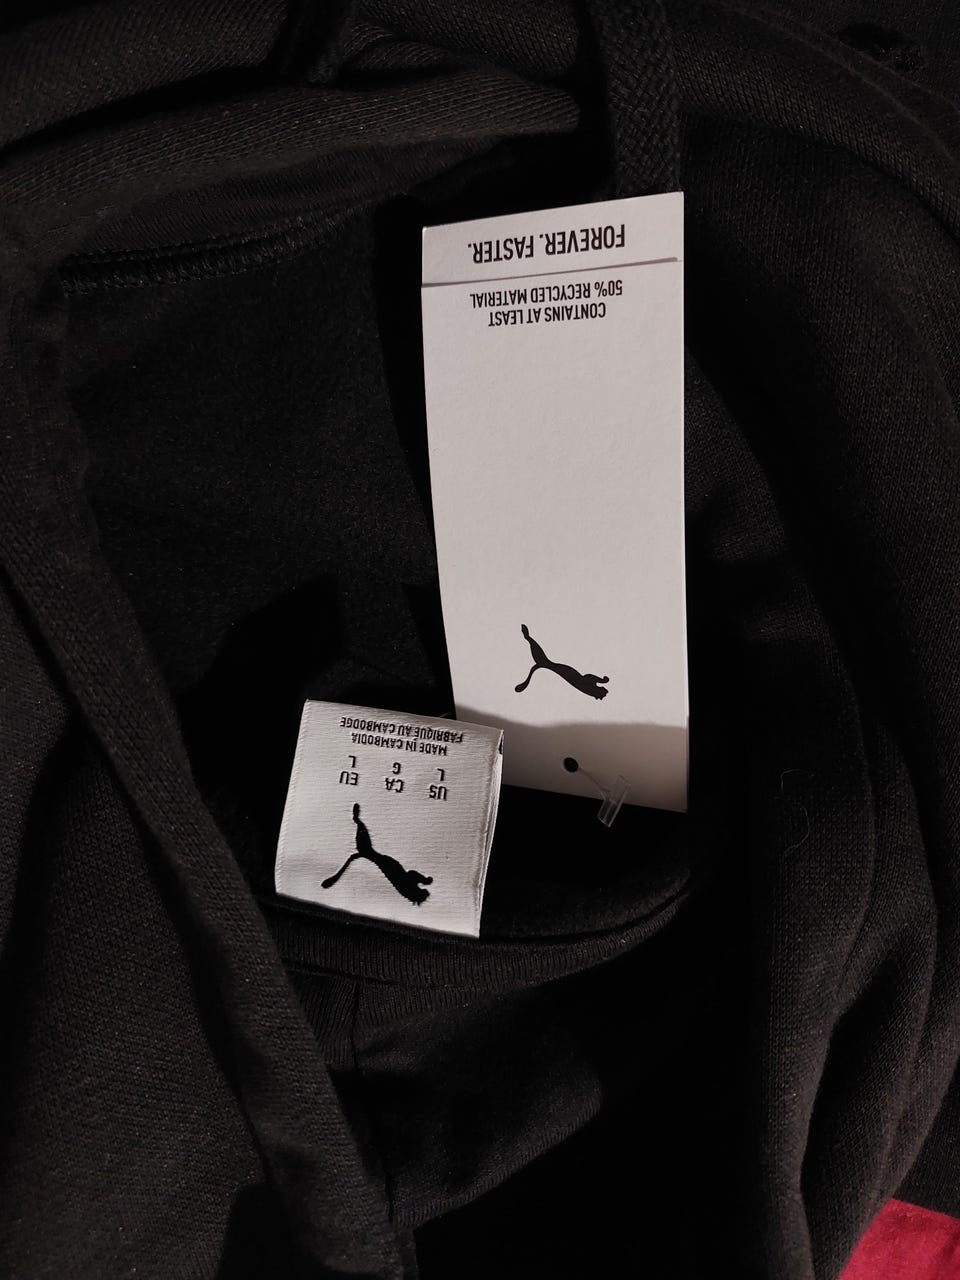 FOREVER. FASTER.
CONTAINS AT LEAST
50% RECYCLED MATERIAL
US CA EU
L G L
MADE IN CAMBODIA
FABRIQUÉ AU CAMBODGE